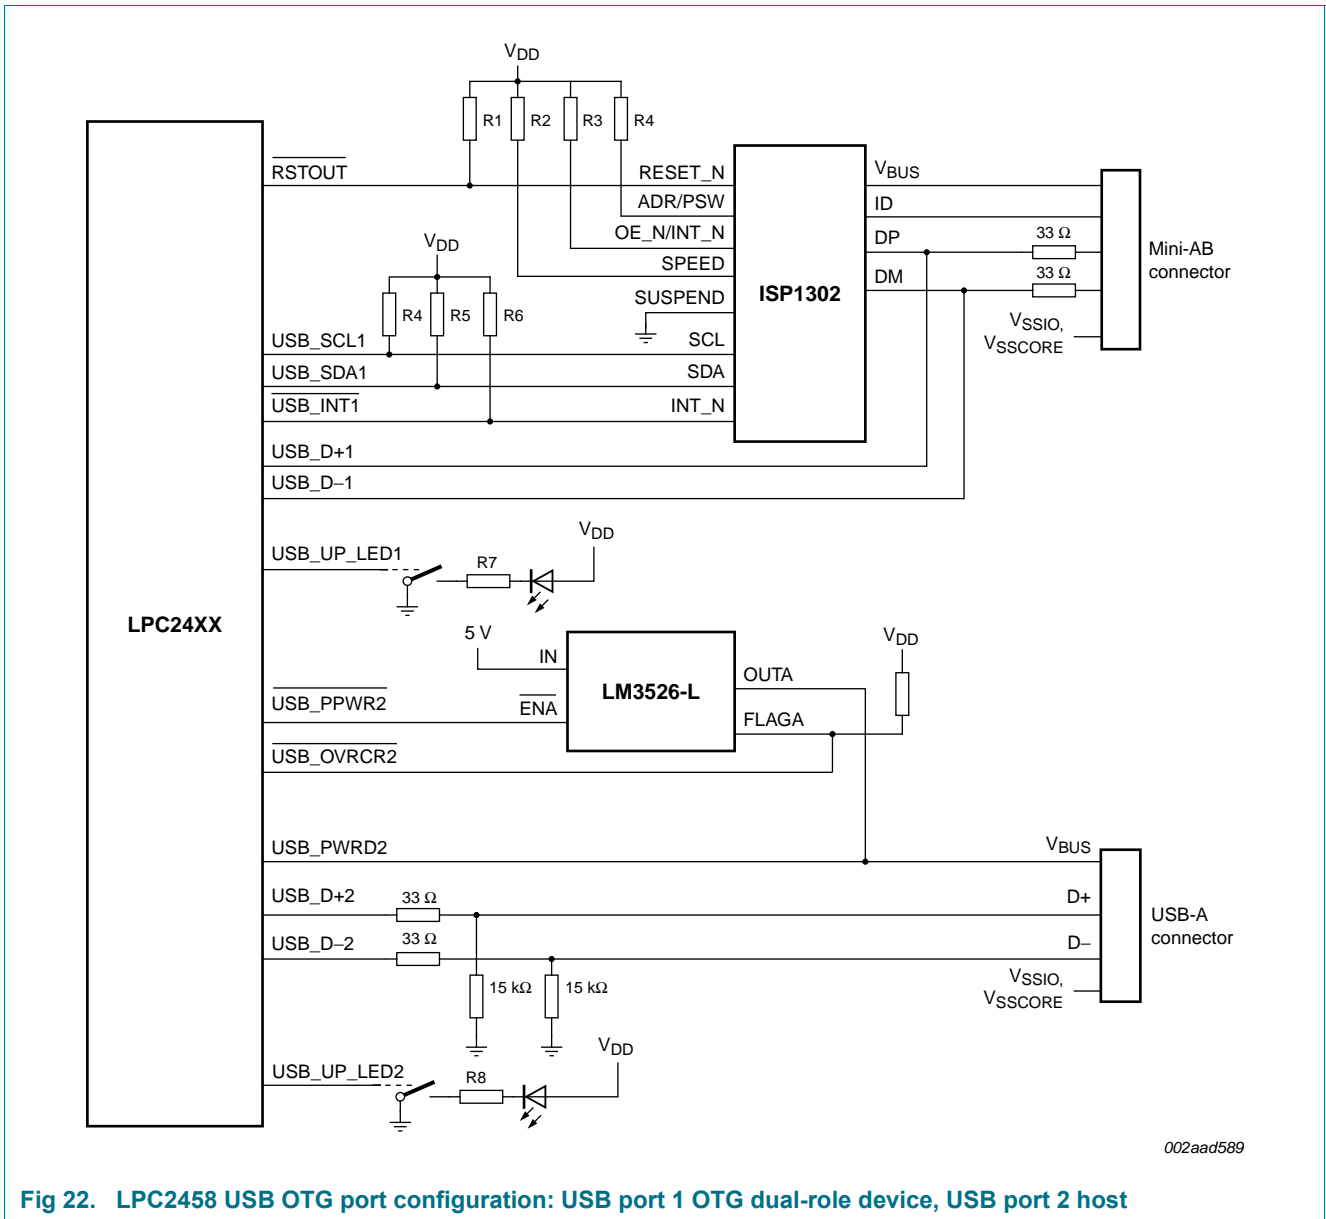 VDD
R1 R2 R3 R4
RSTOUT
RESET_N
ADR/PSW
OE_N/INT_N
SPEED
SUSPEND
SCL
SDA
INT_N
ISP1302
VBUS
ID
DP
DM
33 Ω
33 Ω
VSSIO,
VSSCORE
Mini-AB
connector
VDD
R4 R5 R6
USB_SCL1
USB_SDA1
USB_INT1
USB_D+1
USB_D−1
USB_UP_LED1
R7
VDD
LPC24XX
5 V
IN
ENA
LM3526-L
OUTA
FLAGA
VDD
USB_PPWR2
USB_OVRCR2
USB_PWRD2
VBUS
USB_D+2
33 Ω
D+
USB_D−2
33 Ω
D−
USB-A
connector
15 kΩ
15 kΩ
VSSIO,
VSSCORE
USB_UP_LED2
R8
VDD
002aad589
Fig 22. LPC2458 USB OTG port configuration: USB port 1 OTG dual-role device, USB port 2 host